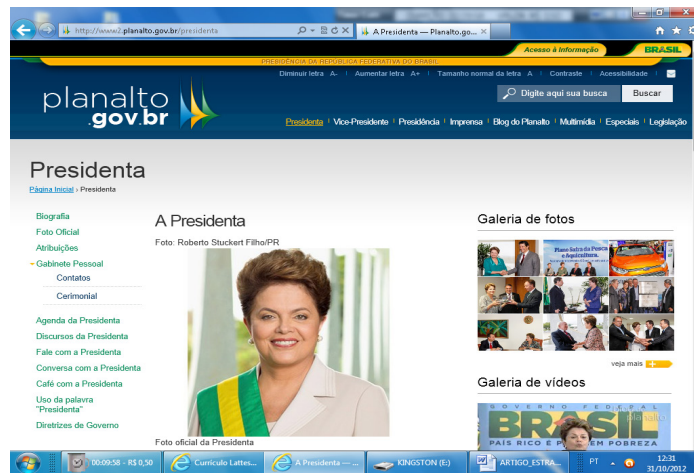 http://www2.planalto.gov.br/presidenta
A Presidenta — Planalto.go...
Acesso à Informação
BRASIL
PRESIDÊNCIA DA REPÚBLICA FEDERATIVA DO BRASIL
Diminuir letra A- | Aumentar letra A+ | Tamanho normal da letra A | Contraste | Acessibilidade
planalto
.gov.br
Digite aqui sua busca
Buscar
Presidenta | Vice-Presidente | Presidência | Imprensa | Blog do Planalto | Multimídia | Especiais | Legislação
Presidenta
Página Inicial › Presidenta
Biografia
Foto Oficial
Atribuições
Gabinete Pessoal
Contatos
Cerimonial
Agenda da Presidenta
Discursos da Presidenta
Fale com a Presidenta
Conversa com a Presidenta
Café com a Presidenta
Uso da palavra
"Presidenta"
Diretrizes de Governo
A Presidenta
Foto: Roberto Stuckert Filho/PR
Foto oficial da Presidenta
Galeria de fotos
Plano Safra da Pesca
e Aquicultura.
veja mais +
Galeria de vídeos
GOVERNO FEDERAL
BRASIL
PAÍS RICO É PAÍS SEM POBREZA
00:09:58 - R$ 0,50
Currículo Lattes...
A Presidenta — ...
KINGSTON (E:)
ARTIGO_ESTRA...
PT
12:31
31/10/2012